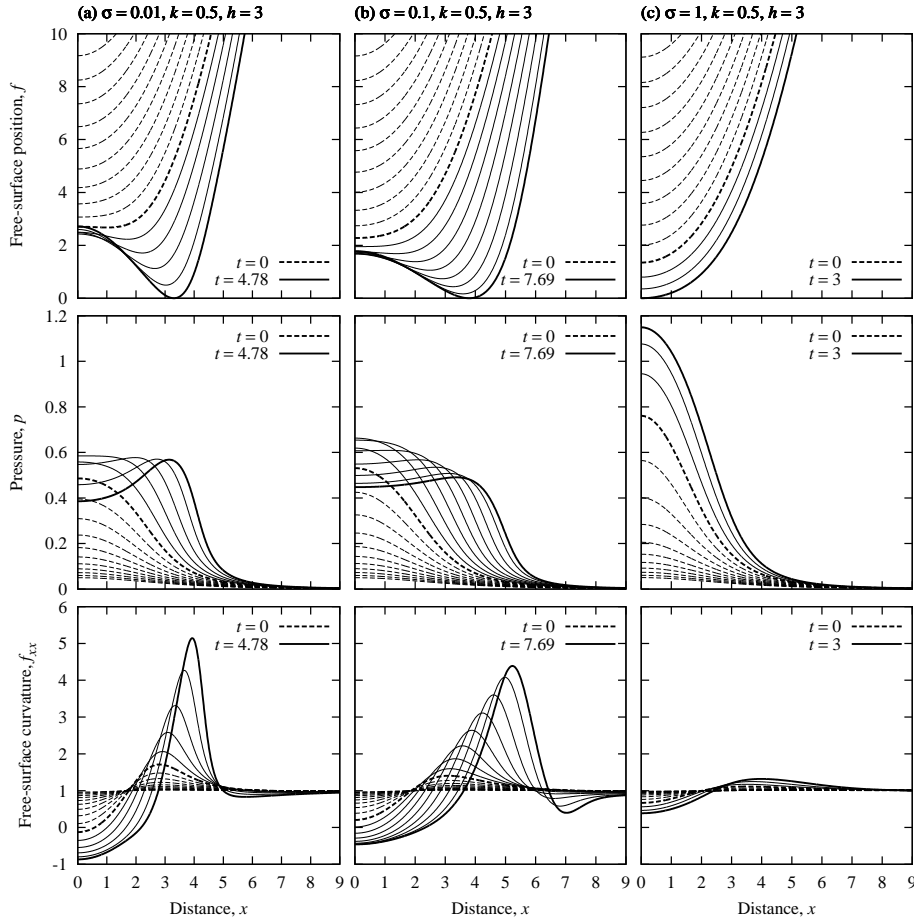 (a) σ = 0.01, k = 0.5, h = 3
(b) σ = 0.1, k = 0.5, h = 3
(c) σ = 1, k = 0.5, h = 3
Free-surface position, f
10
8
6
4
2
0
t = 0
t = 4.78
t = 0
t = 7.69
t = 0
t = 3
Pressure, p
1.2
1
0.8
0.6
0.4
0.2
0
t = 0
t = 4.78
t = 0
t = 7.69
t = 0
t = 3
Free-surface curvature, fxx
6
5
4
3
2
1
0
-1
t = 0
t = 4.78
t = 0
t = 7.69
t = 0
t = 3
0 1 2 3 4 5 6 7 8 9
0 1 2 3 4 5 6 7 8 9
0 1 2 3 4 5 6 7 8 9
Distance, x
Distance, x
Distance, x